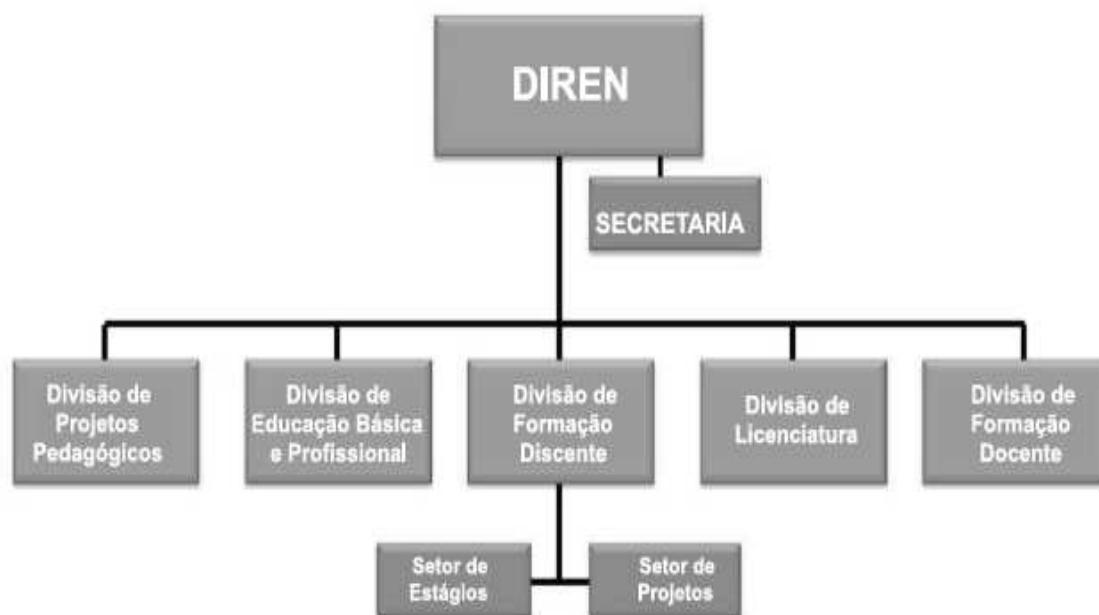 DIREN
SECRETARIA
Divisão de
Projetos
Pedagógicos
Divisão de
Educação Básica
e Profissional
Divisão de
Formação
Discente
Divisão de
Licenciatura
Divisão de
Formação
Docente
Setor de
Estágios
Setor de
Projetos